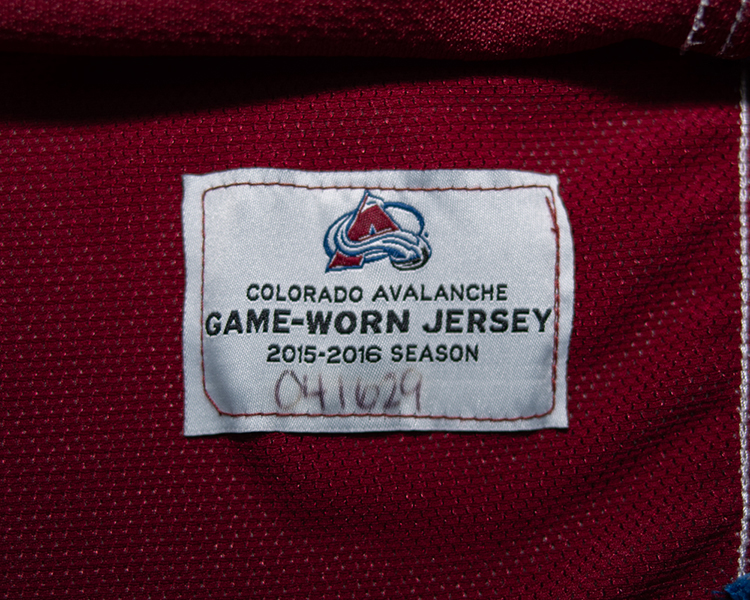 COLORADO AVALANCHE
GAME-WORN JERSEY
2015-2016 SEASON
041629